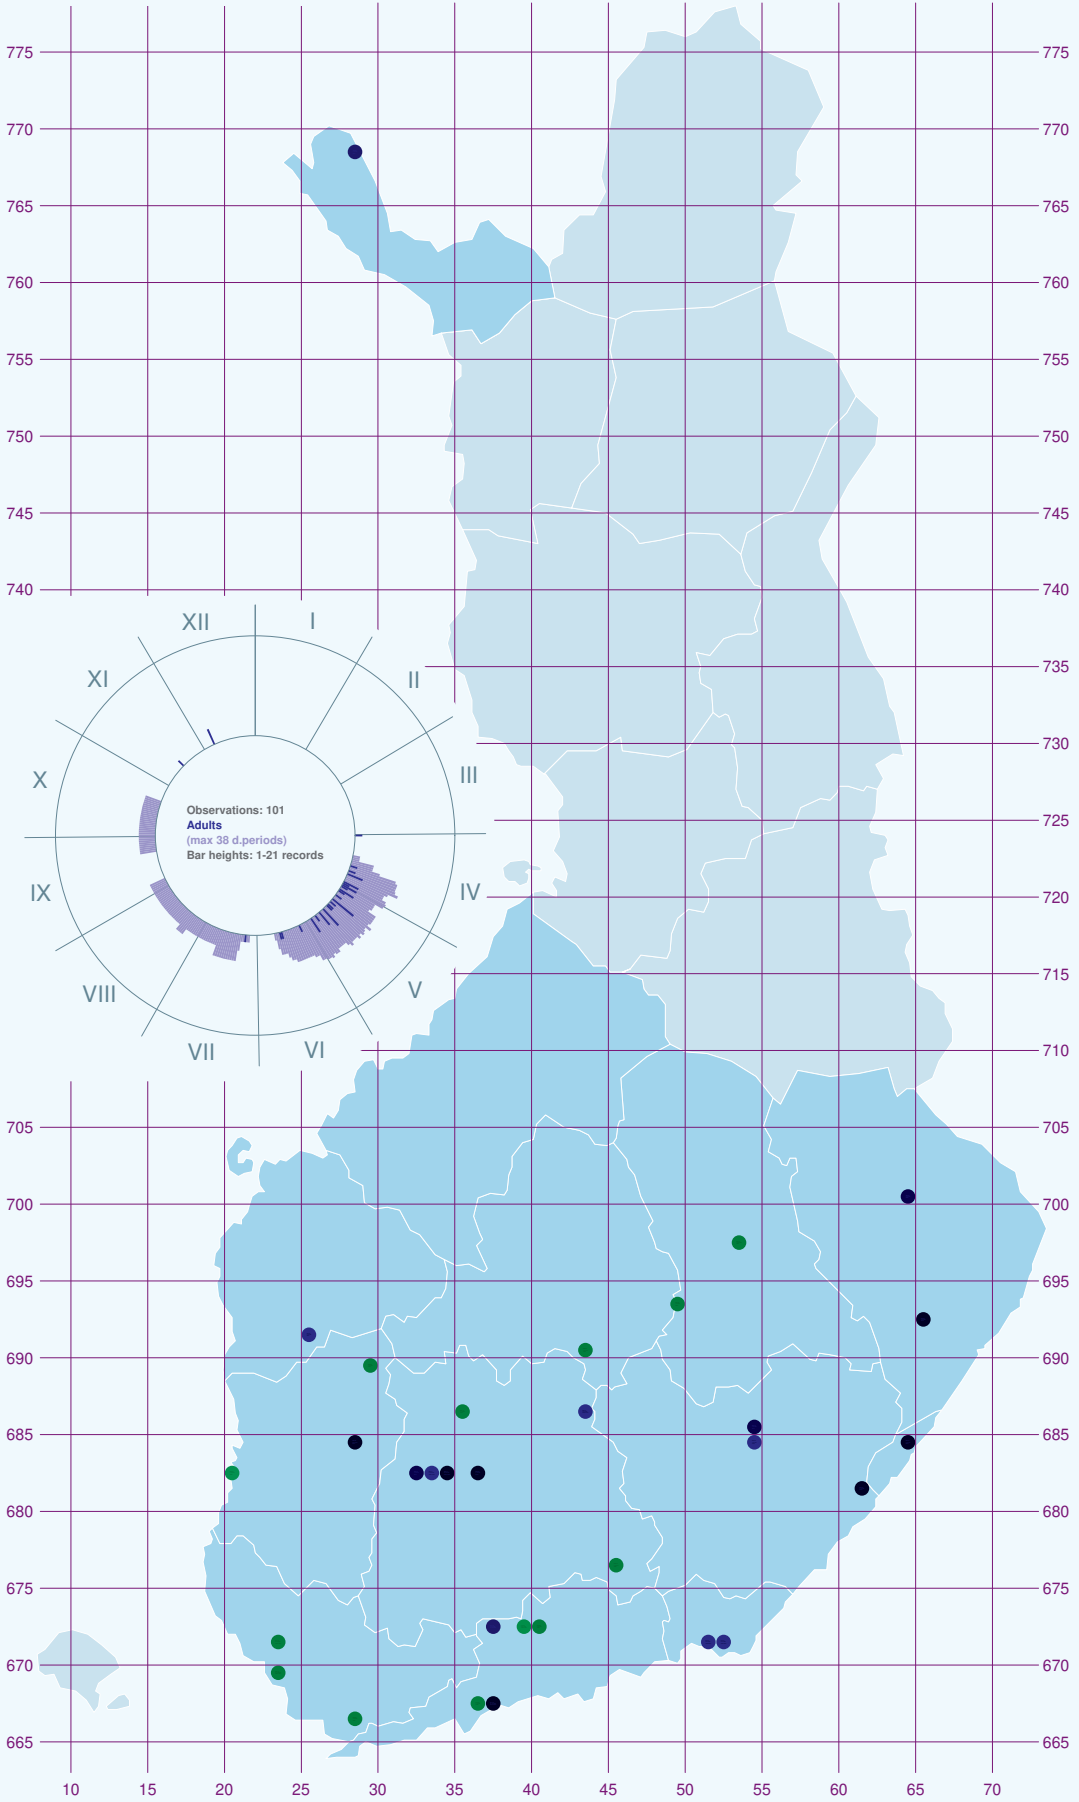 775 775
770 770
765 765
760 760
755 755
750 750
745 745
740 740
XII I
XI II
735
X III
730
Observations: 101
Adults
(max 38 d.periods)
Bar heights: 1-21 records
725
IX IV
720
VIII V
715
VII VI
710
705 705
700 700
695 695
690 690
685 685
680 680
675 675
670 670
665 665
10 15 20 25 30 35 40 45 50 55 60 65 70